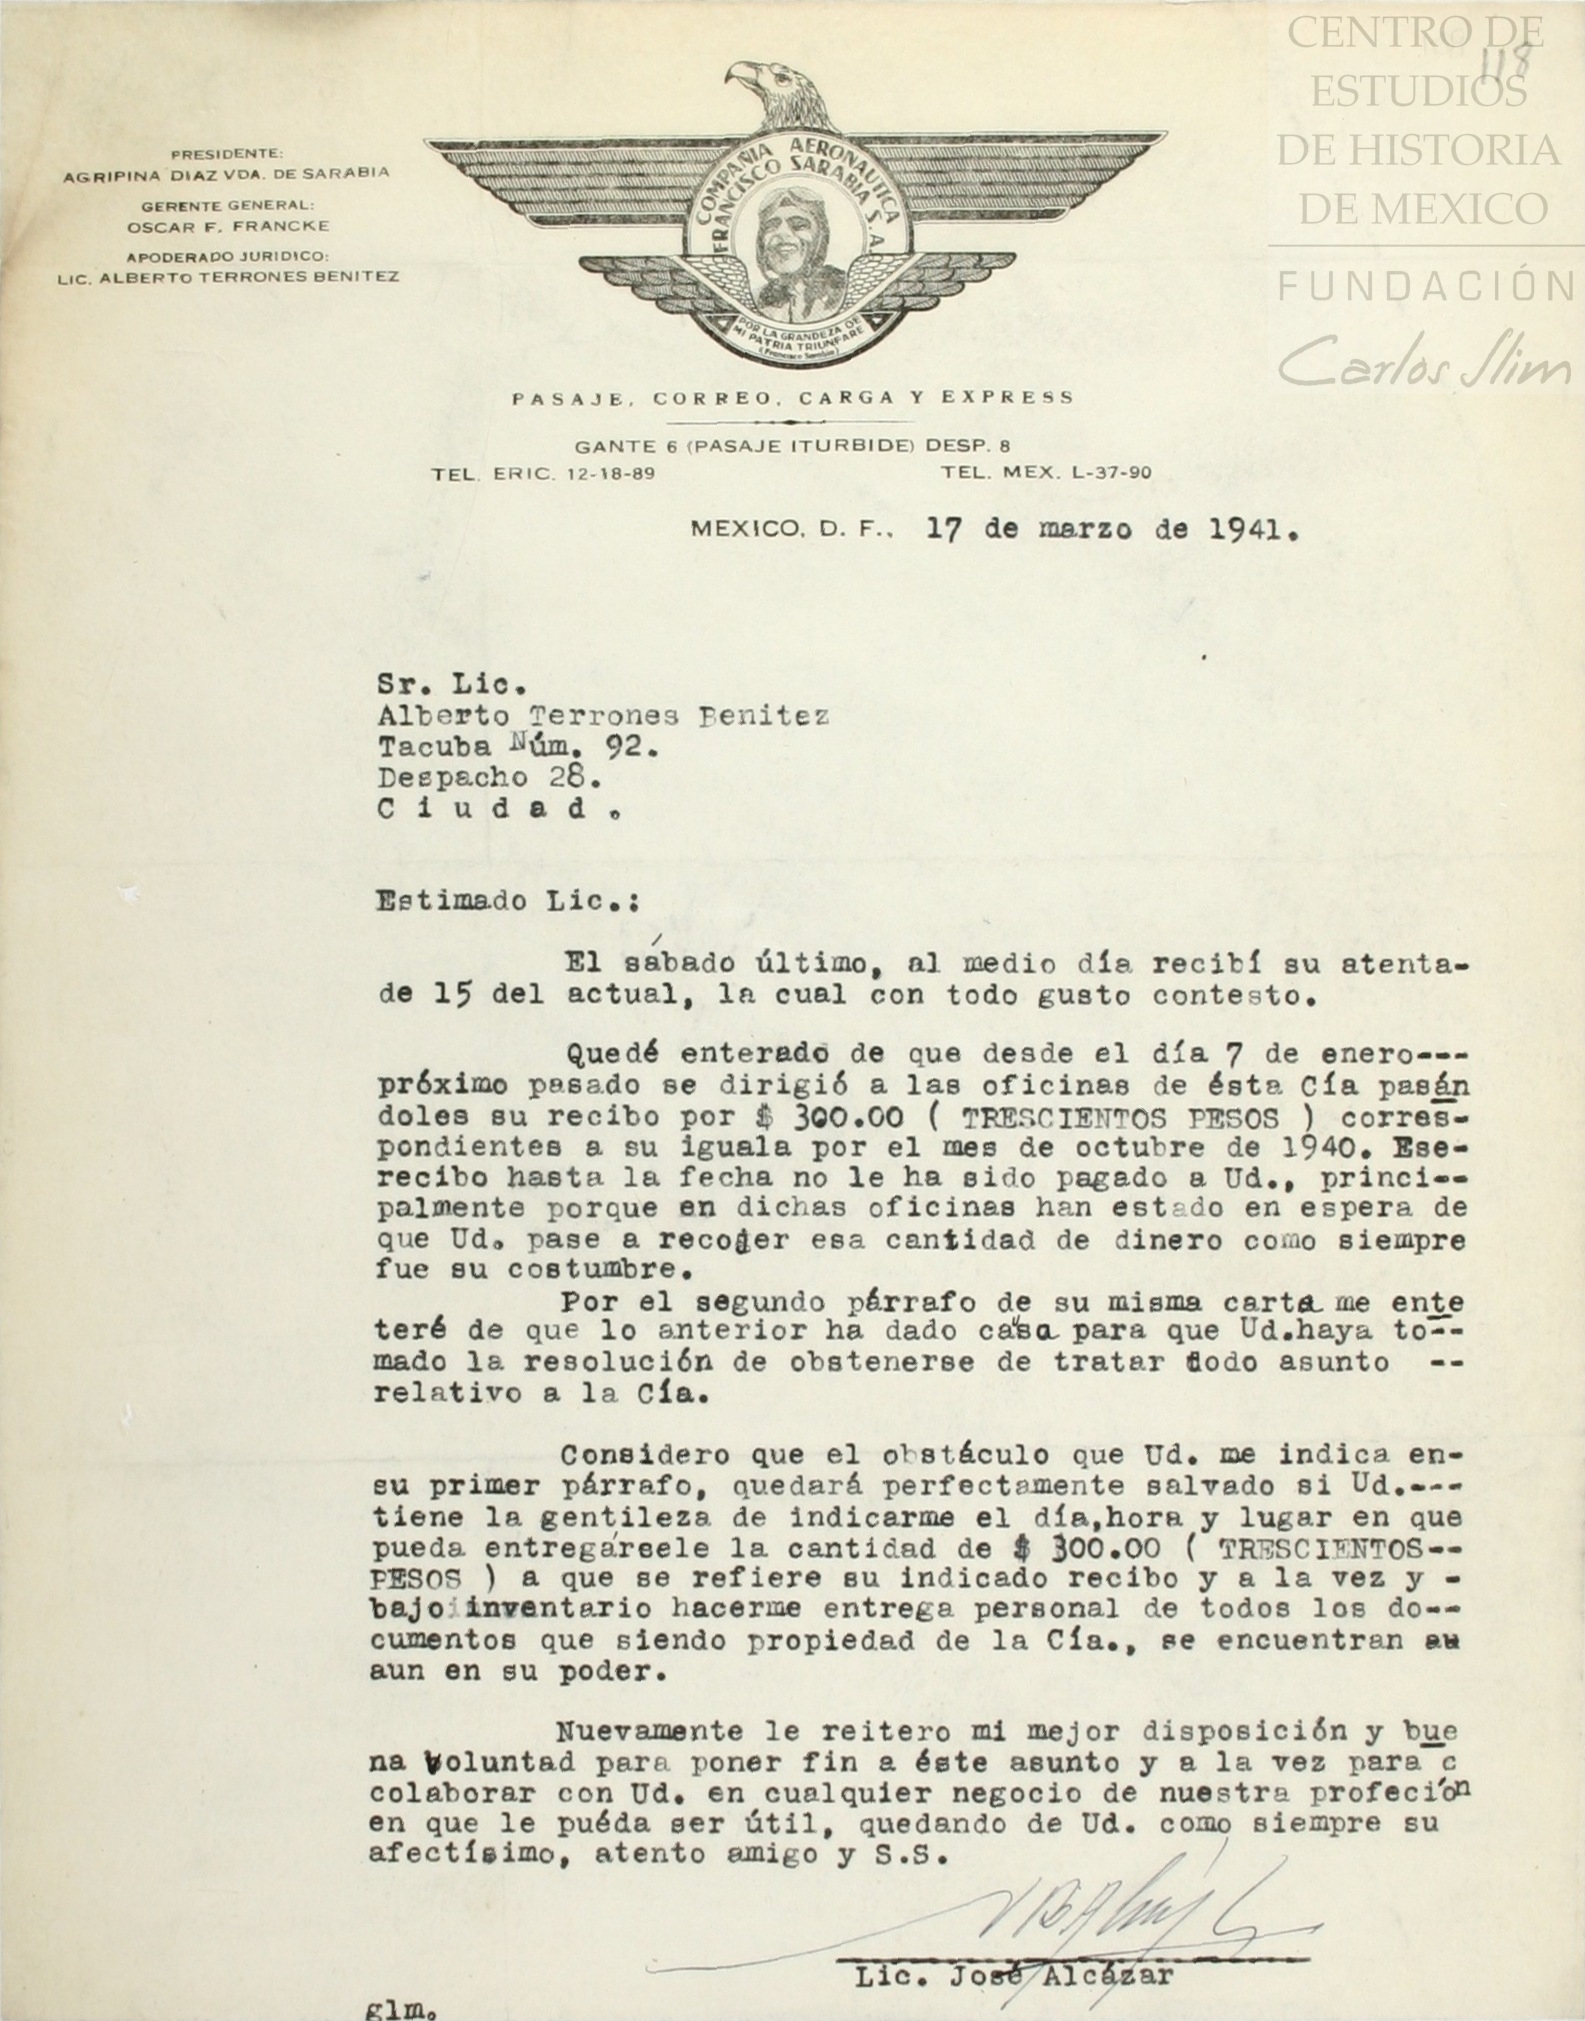 CENTRO DE
ESTUDIOS
DE HISTORIA
DE MEXICO
FUNDACIÓN
Carlos Slim
118
PRESIDENTE:
AGRIPINA DIAZ VDA. DE SARABIA
GERENTE GENERAL:
OSCAR F. FRANCKE
APODERADO JURIDICO:
LIC. ALBERTO TERRONES BENITEZ
COMPAÑIA AERONAUTICA
FRANCISCO SARABIA S.A.
POR LA GRANDEZA DE
MI PATRIA TRIUNFARE
(Francisco Sarabia)
PASAJE, CORREO, CARGA Y EXPRESS
GANTE 6 (PASAJE ITURBIDE) DESP. 8
TEL. ERIC. 12-18-89 TEL. MEX. L-37-90
MEXICO, D. F., 17 de marzo de 1941.
Sr. Lic.
Alberto Terrones Benitez
Tacuba Núm. 92.
Despacho 28.
C i u d a d .
Estimado Lic.:
El sábado último, al medio día recibí su atenta-
de 15 del actual, la cual con todo gusto contesto.
Quedé enterado de que desde el día 7 de enero---
próximo pasado se dirigió a las oficinas de ésta Cía pasán
doles su recibo por $ 300.00 ( TRESCIENTOS PESOS ) corres-
pondientes a su iguala por el mes de octubre de 1940. Ese-
recibo hasta la fecha no le ha sido pagado a Ud., princi--
palmente porque en dichas oficinas han estado en espera de
que Ud. pase a recojer esa cantidad de dinero como siempre
fue su costumbre.
Por el segundo párrafo de su misma carta me ente
teré de que lo anterior ha dado causa para que Ud.haya to--
mado la resolución de obstenerse de tratar todo asunto --
relativo a la Cía.
Considero que el obstáculo que Ud. me indica en-
su primer párrafo, quedará perfectamente salvado si Ud.---
tiene la gentileza de indicarme el día,hora y lugar en que
pueda entregársele la cantidad de $ 300.00 ( TRESCIENTOS--
PESOS ) a que se refiere su indicado recibo y a la vez y -
bajo inventario hacerme entrega personal de todos los do--
cumentos que siendo propiedad de la Cía., se encuentran au
aun en su poder.
Nuevamente le reitero mi mejor disposición y bue
na voluntad para poner fin a éste asunto y a la vez para c
colaborar con Ud. en cualquier negocio de nuestra profeción
en que le puéda ser útil, quedando de Ud. como siempre su
afectísimo, atento amigo y S.S.
Lic. José Alcázar
glm.